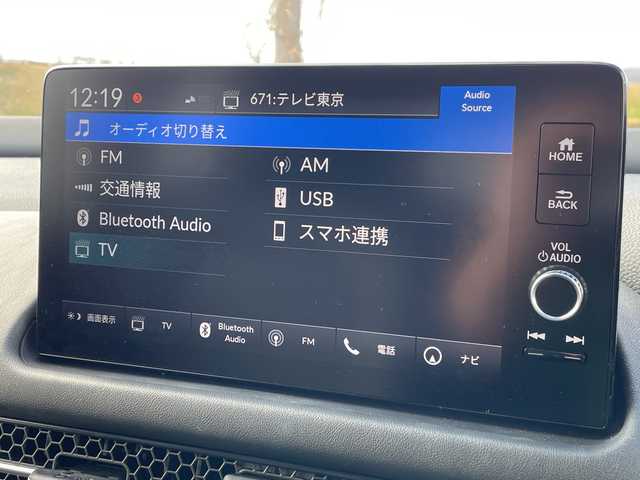 12:19 3 671:テレビ東京 Audio Source
オーディオ切り替え
FM AM
交通情報 USB
Bluetooth Audio スマホ連携
TV
画面表示 TV Bluetooth Audio FM 電話 ナビ
HOME
BACK
VOL
AUDIO